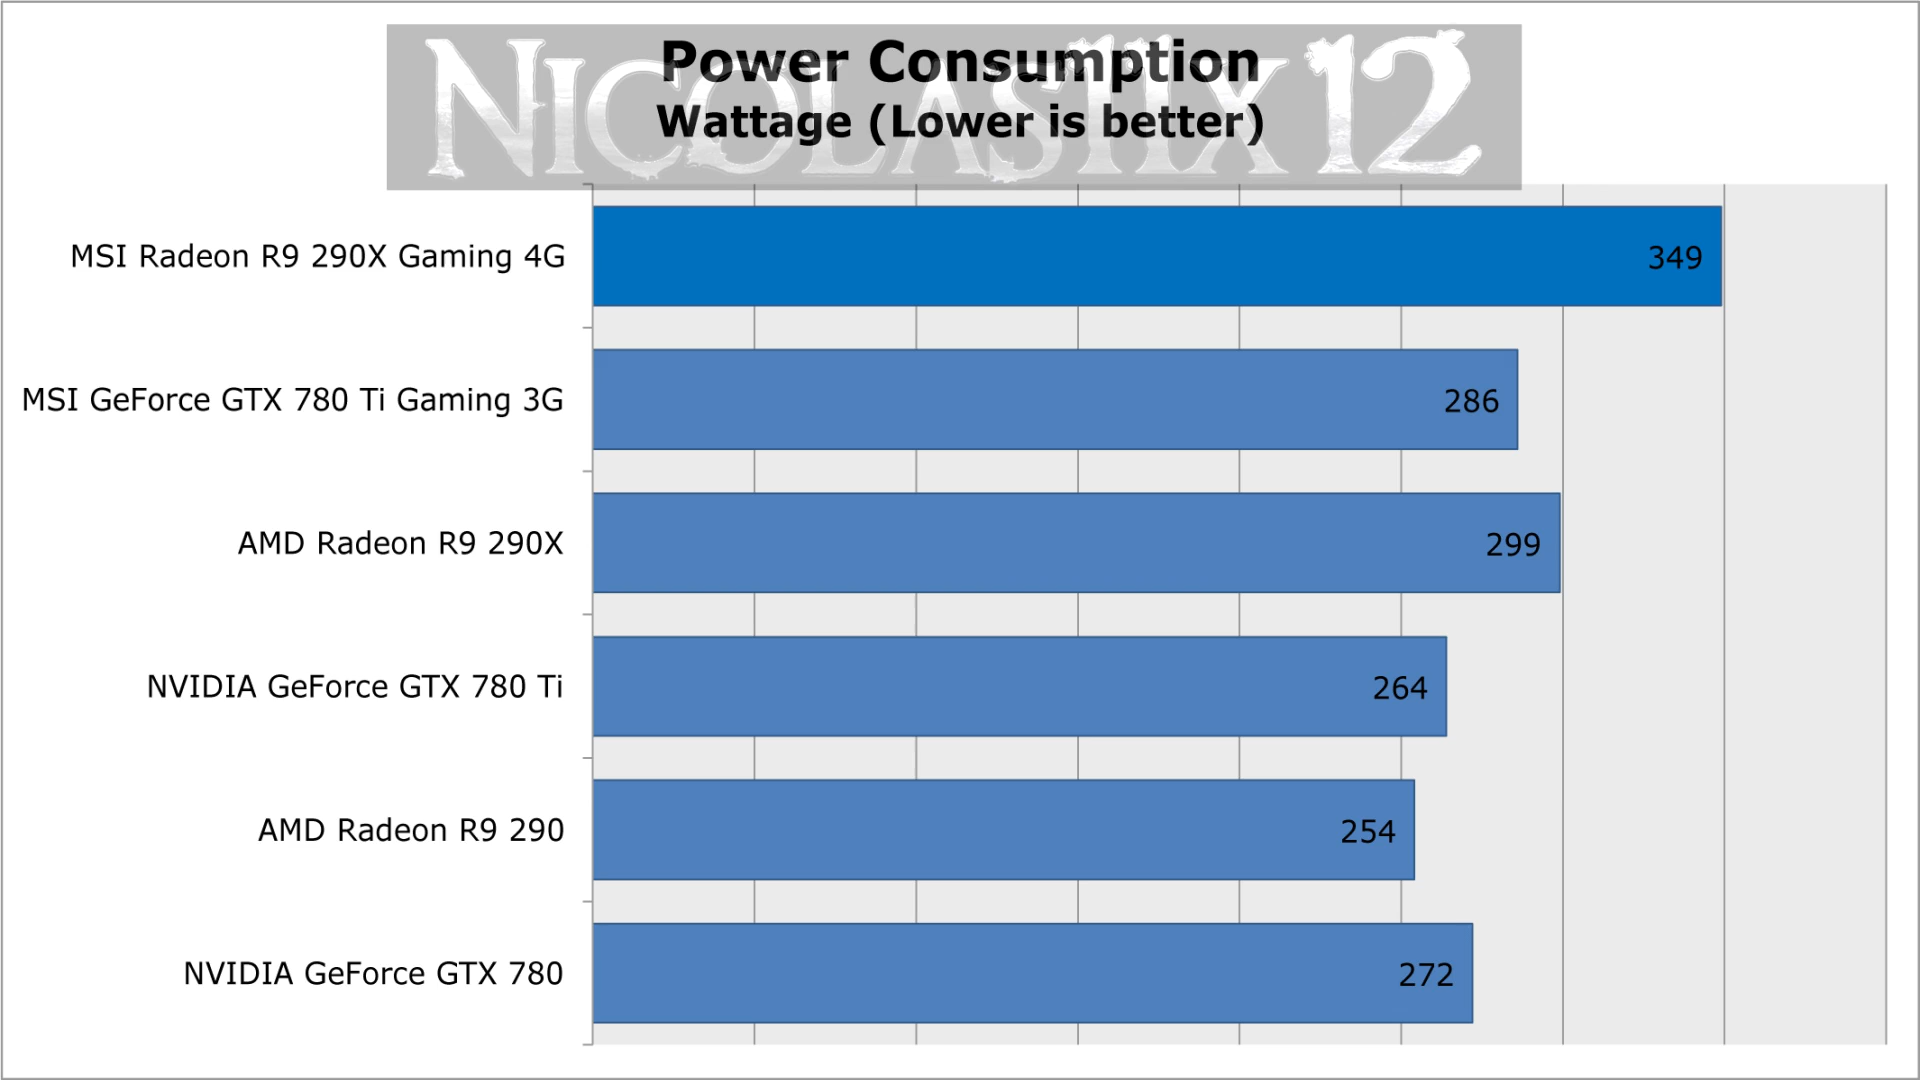 NICOLAS11X12
Power Consumption
Wattage (Lower is better)
MSI Radeon R9 290X Gaming 4G
349
MSI GeForce GTX 780 Ti Gaming 3G
286
AMD Radeon R9 290X
299
NVIDIA GeForce GTX 780 Ti
264
AMD Radeon R9 290
254
NVIDIA GeForce GTX 780
272